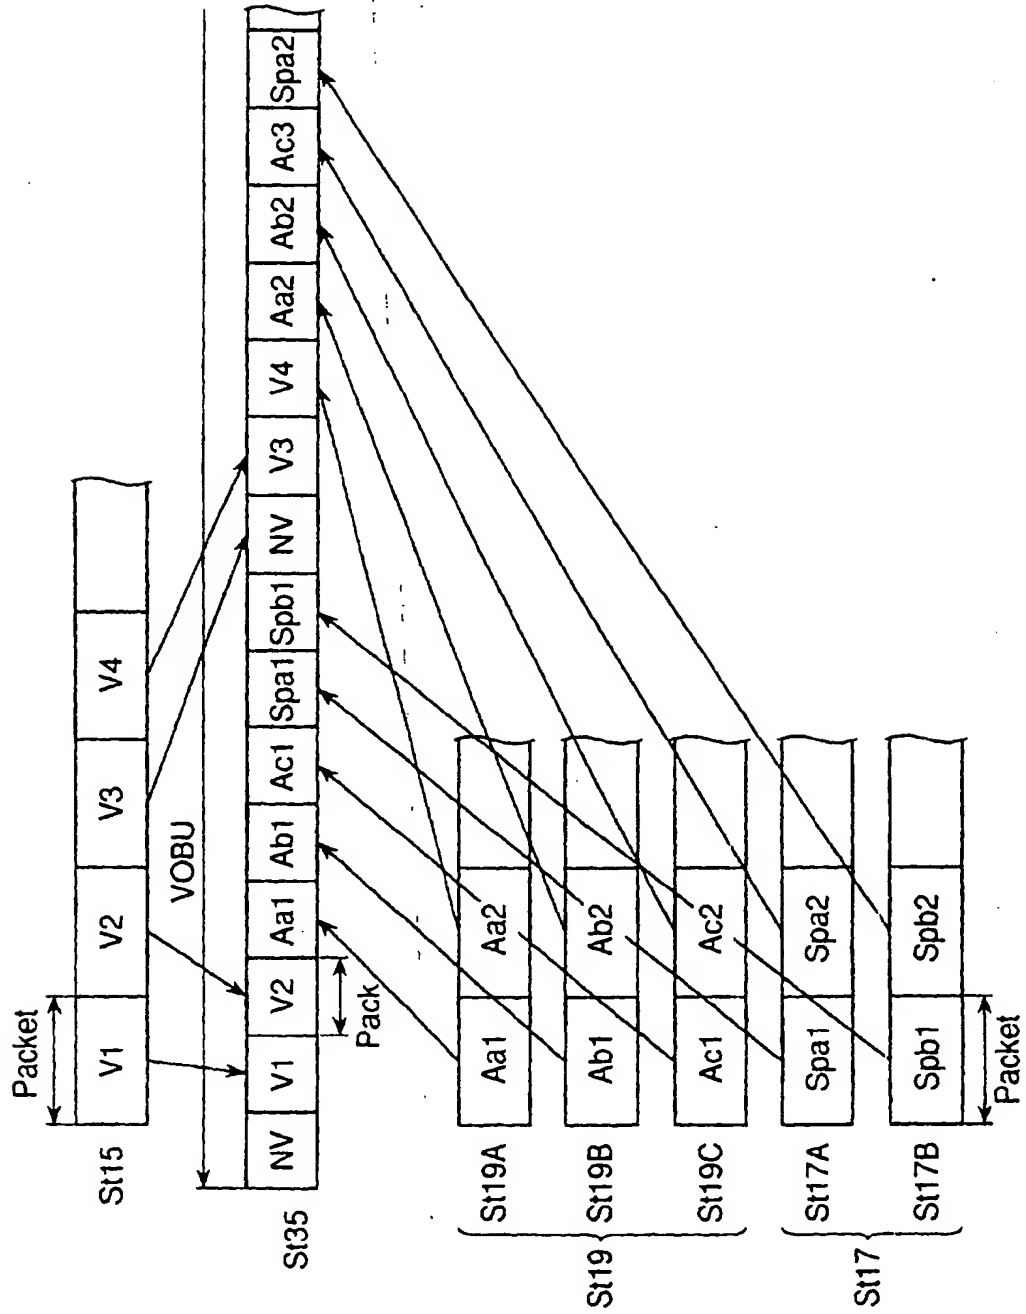 Packet
St15 V1 V2 V3 V4
VOBU
St35 NV V1 V2 Aa1 Ab1 Ac1 Spa1 Spb1 NV V3 V4 Aa2 Ab2 Ac3 Spa2
Pack
St19
St19A Aa1 Aa2
St19B Ab1 Ab2
St19C Ac1 Ac2
St17
St17A Spa1 Spa2
St17B Spb1 Spb2
Packet